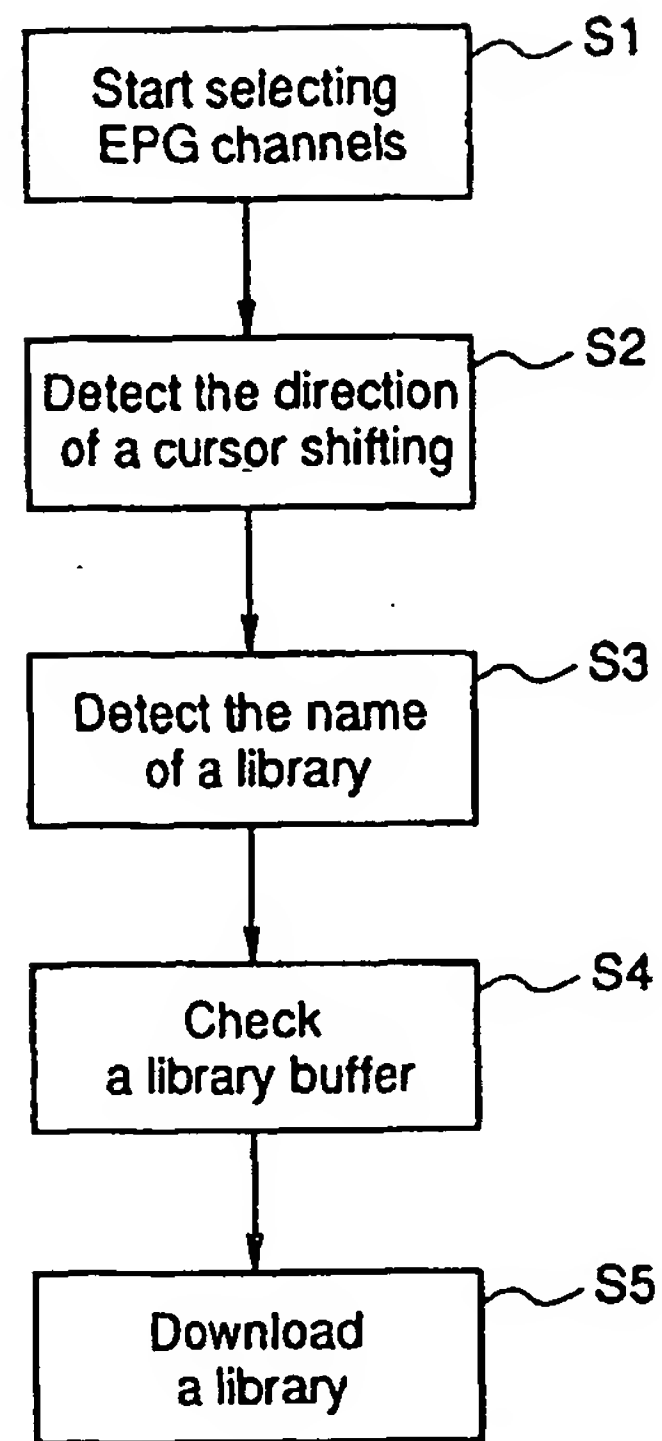 S1
Start selecting
EPG channels
S2
Detect the direction
of a cursor shifting
S3
Detect the name
of a library
S4
Check
a library buffer
S5
Download
a library